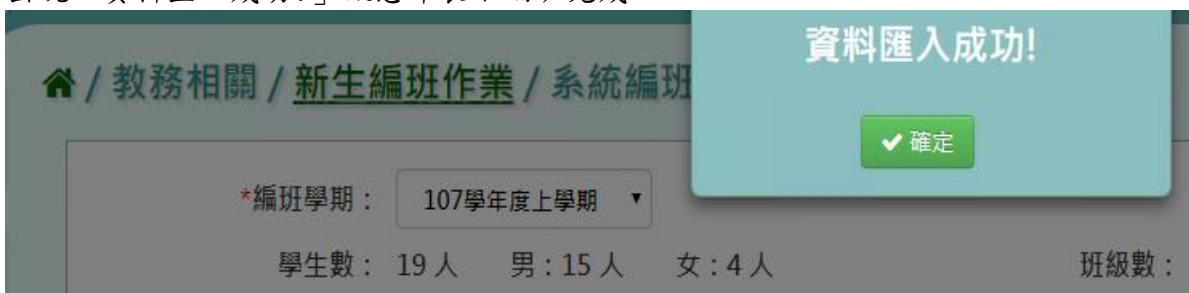 資料匯入成功!
/ 教務相關 / 新生編班作業 / 系統編班
✔ 確定
*編班學期： 107學年度上學期
學生數： 19 人 男 : 15 人 女 : 4 人 班級數：